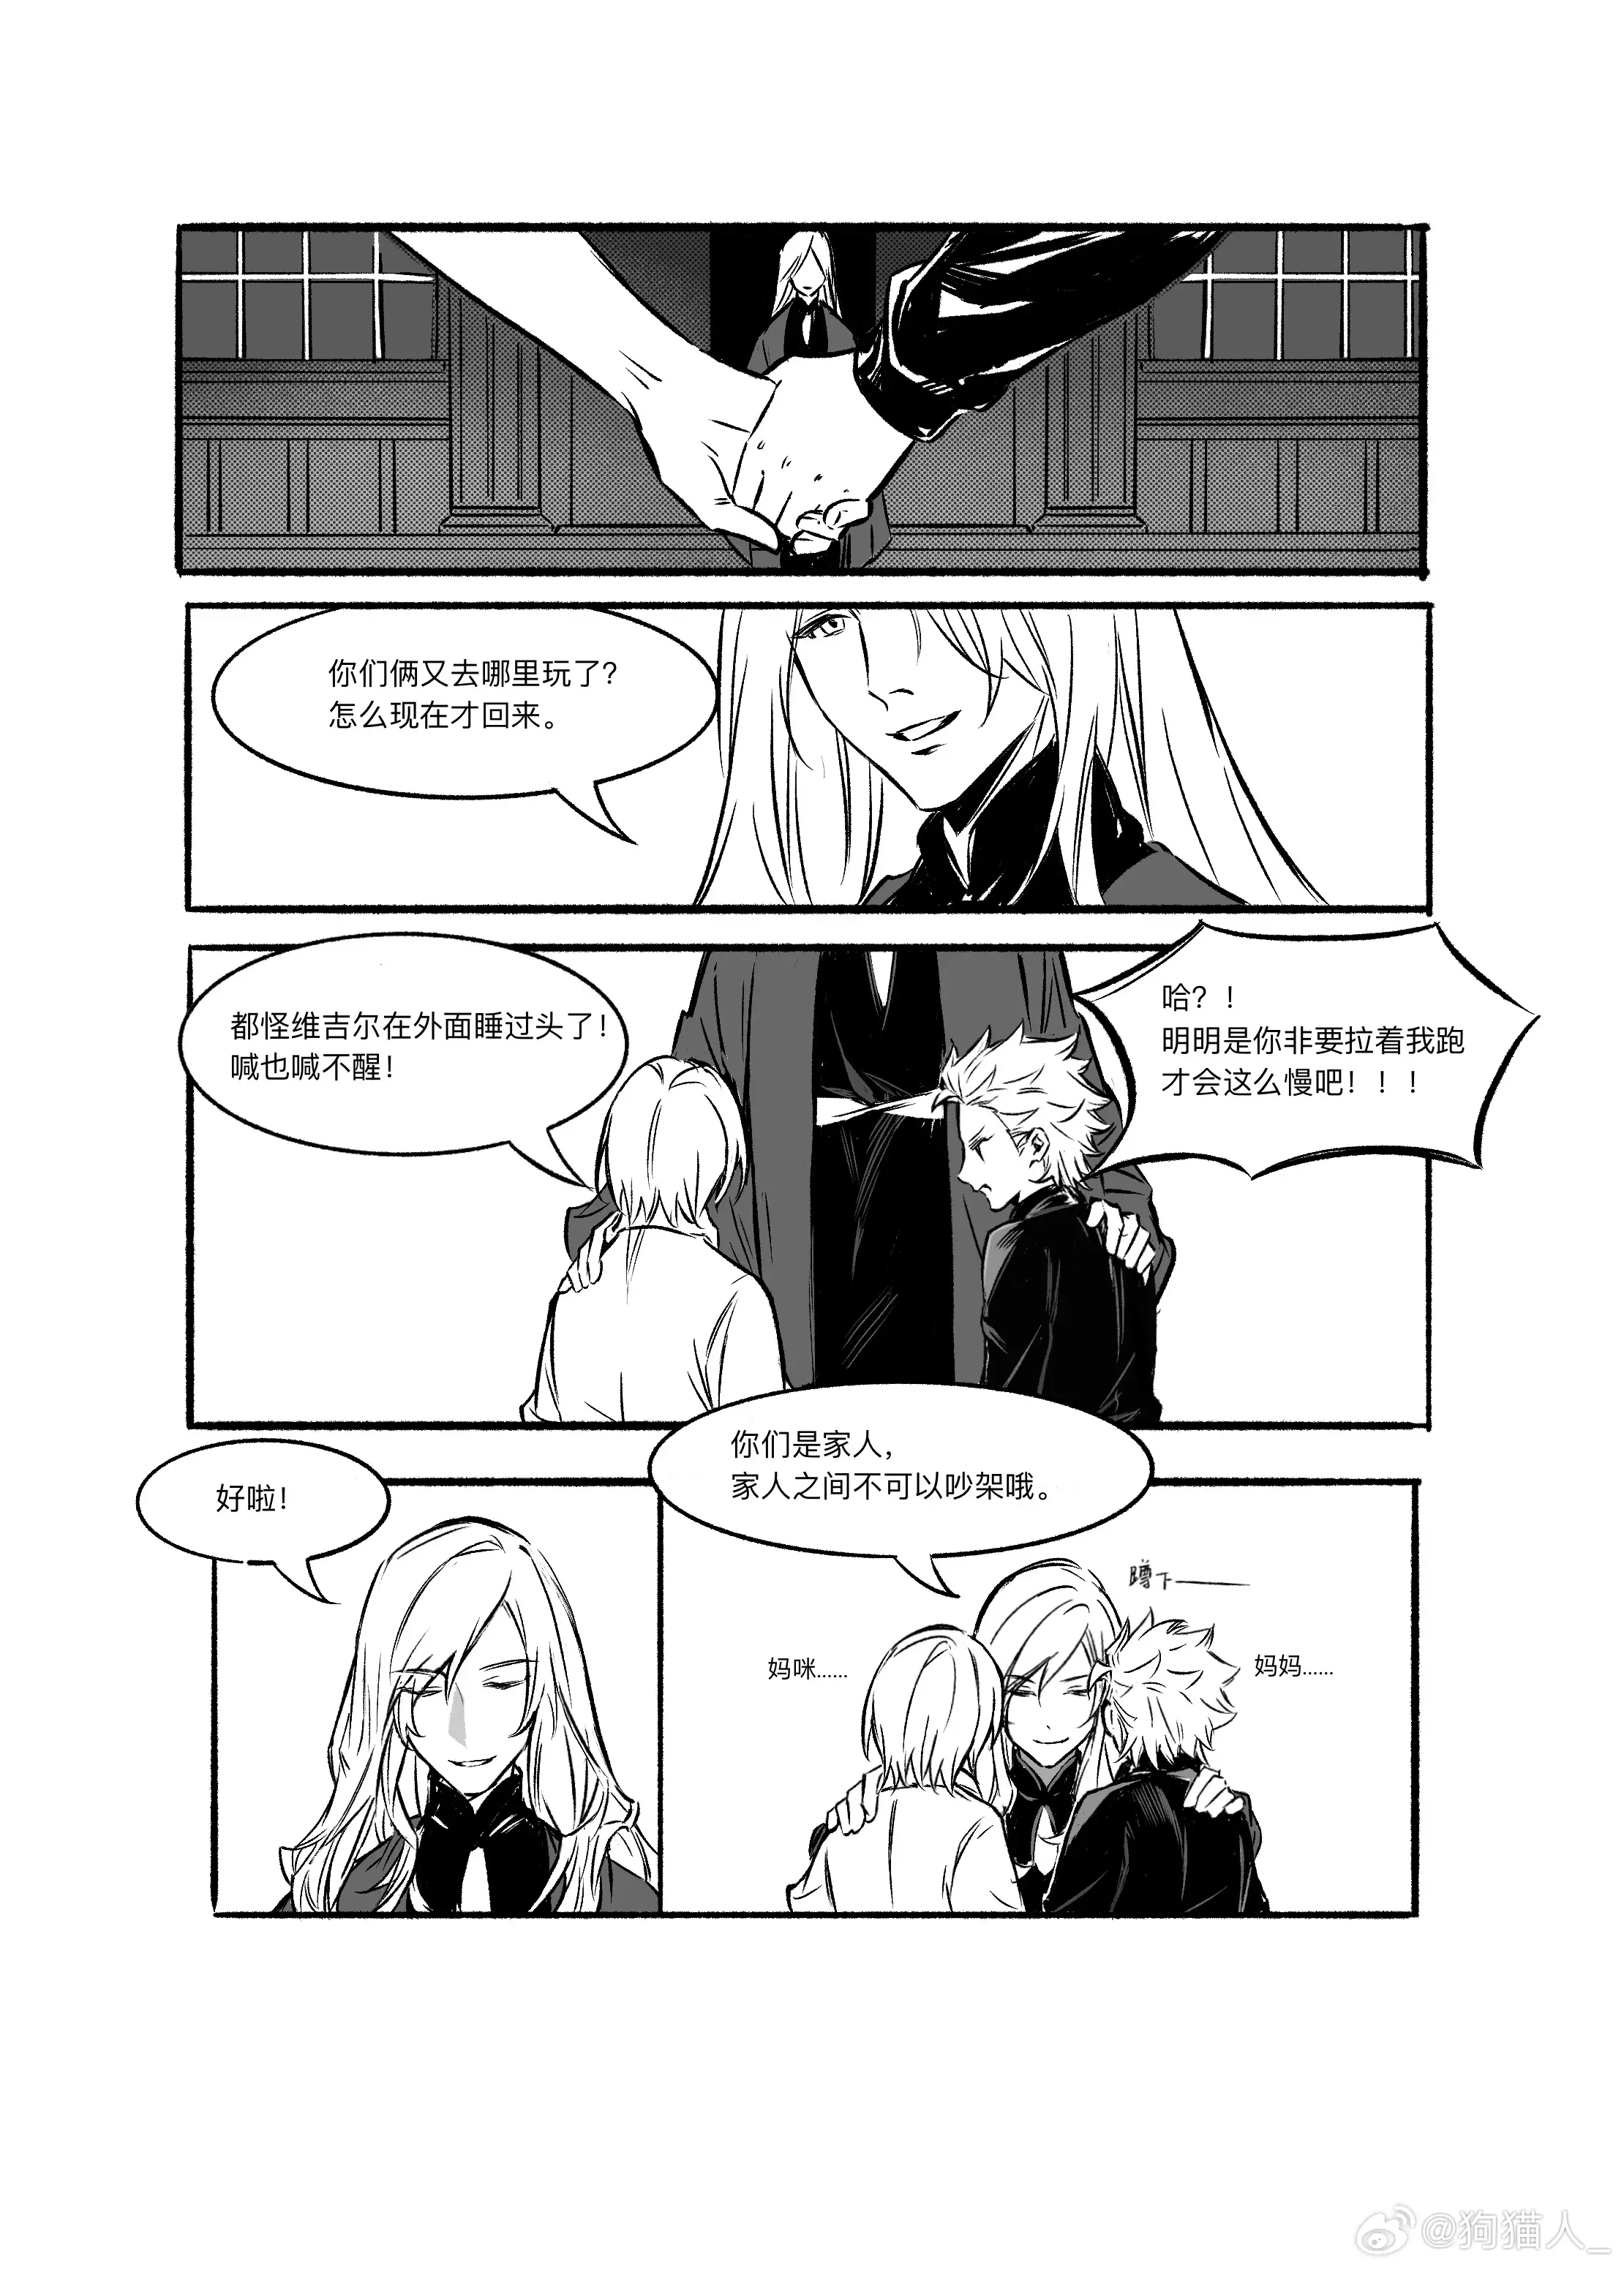 你们俩又去哪里玩了？
怎么现在才回来。
都怪维吉尔在外面睡过头了！
喊也喊不醒！
哈？！
明明是你非要拉着我跑
才会这么慢吧！！！
好啦！
你们是家人，
家人之间不可以吵架哦。
蹲下——
妈咪……
妈妈……
@狗猫人_